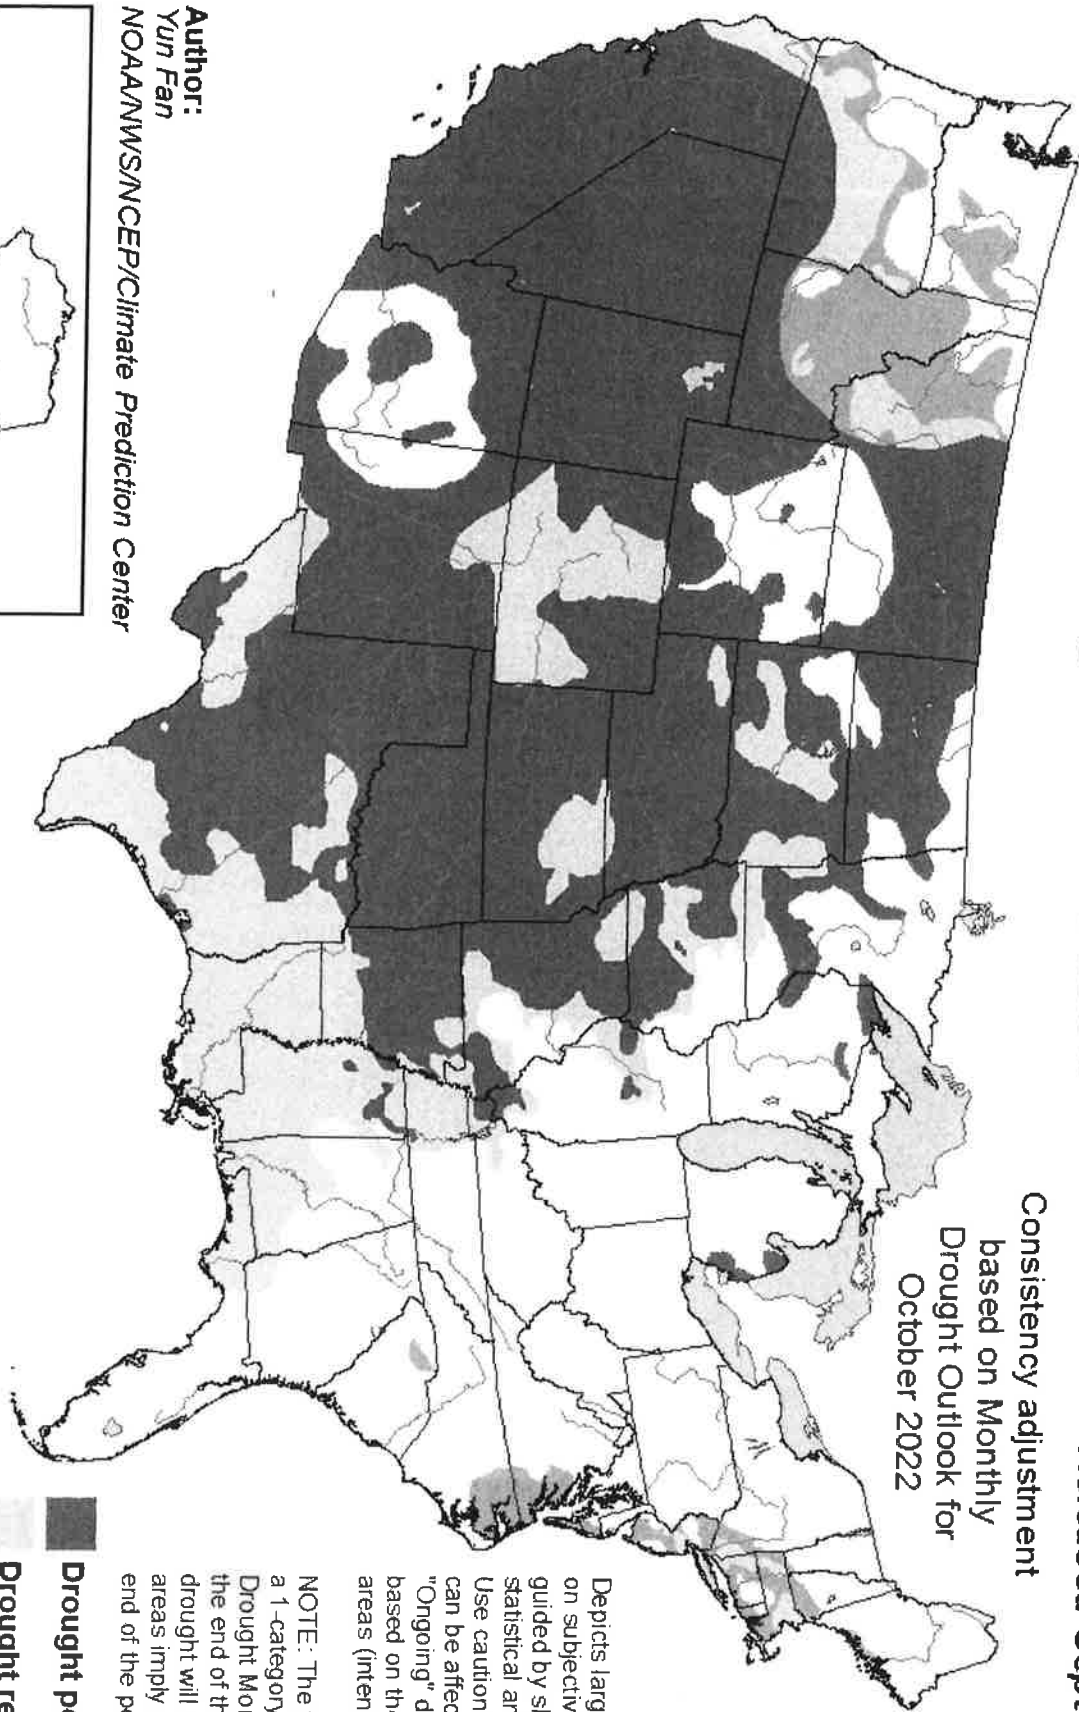 Consistency adjustment
based on Monthly
Drought Outlook for
October 2022
Author:
Yun Fan
NOAA/NWS/NCEP/Climate Prediction Center
Depicts larg
on subjectiv
guided by sh
statistical an
Use caution
can be affec
"Ongoing" d
based on the
areas (inten
NOTE: The
a 1-category
Drought Mo
the end of th
drought will
areas imply
end of the pe
Drought pe
Drought re